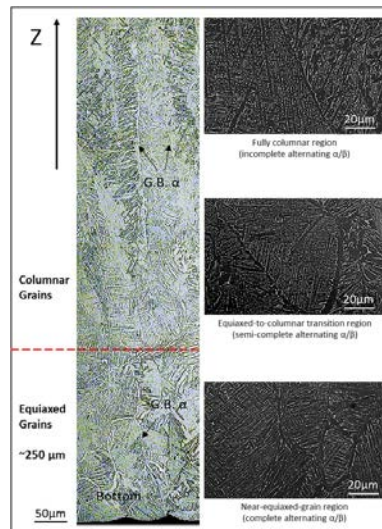 Z
G.B. α
Columnar
Grains
Equiaxed
Grains
~250 μm
G.B. α
Bottom
50μm
20μm
Fully columnar region
(incomplete alternating α/β)
20μm
Equiaxed-to-columnar transition region
(semi-complete alternating α/β)
20μm
Near-equiaxed-grain region
(complete alternating α/β)